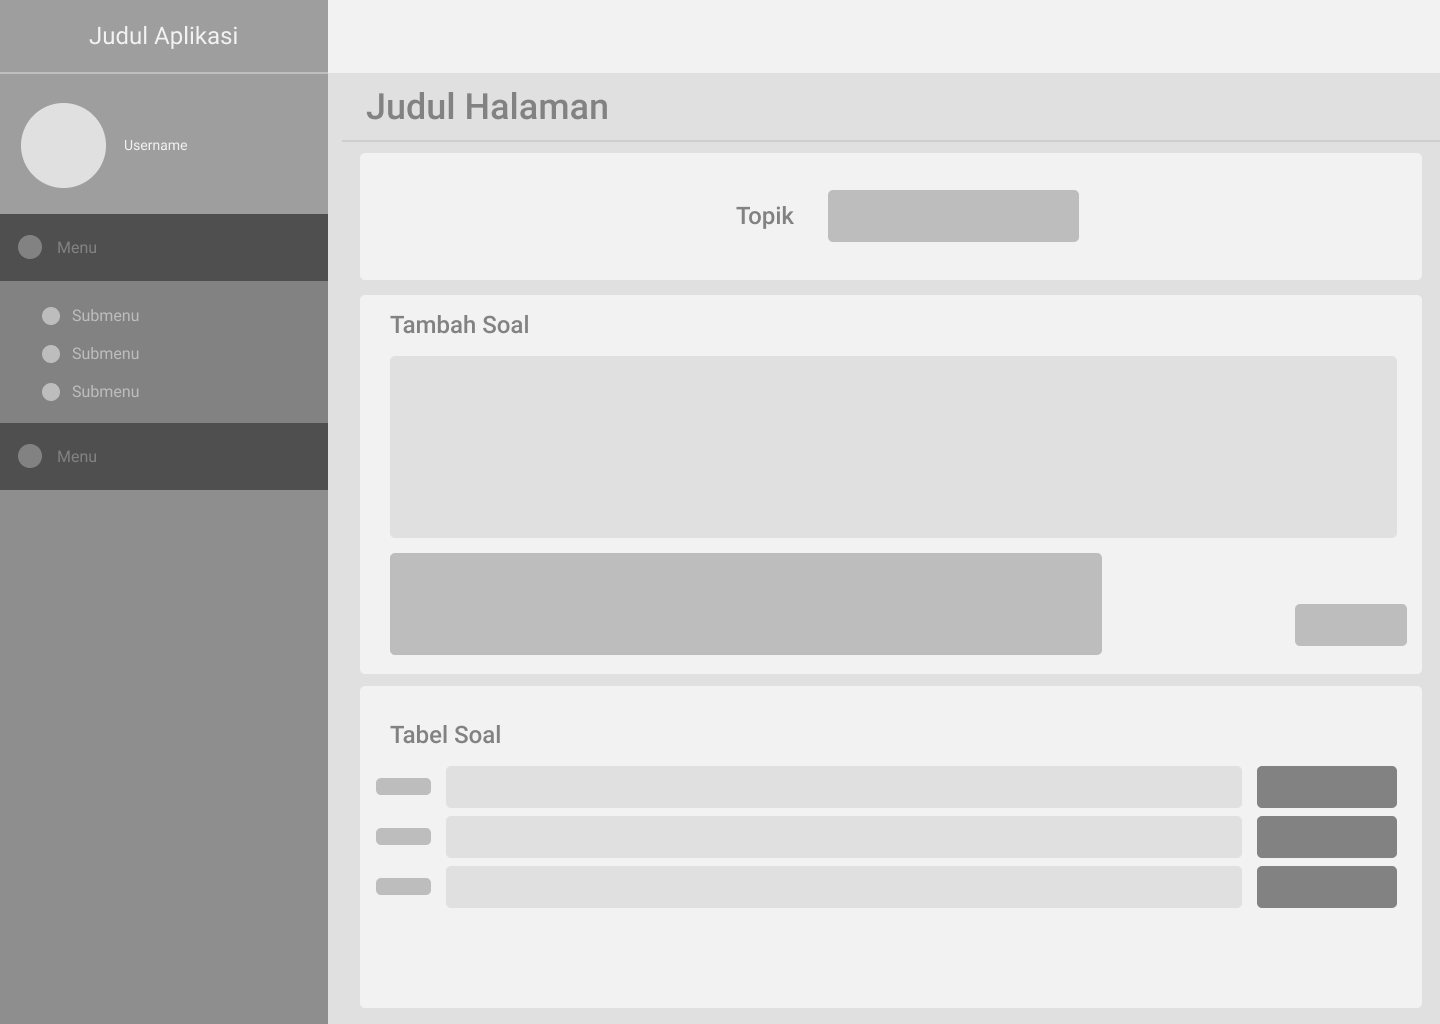 Judul Aplikasi
Username
Menu
Submenu
Submenu
Submenu
Menu
Judul Halaman
Topik
Tambah Soal
Tabel Soal